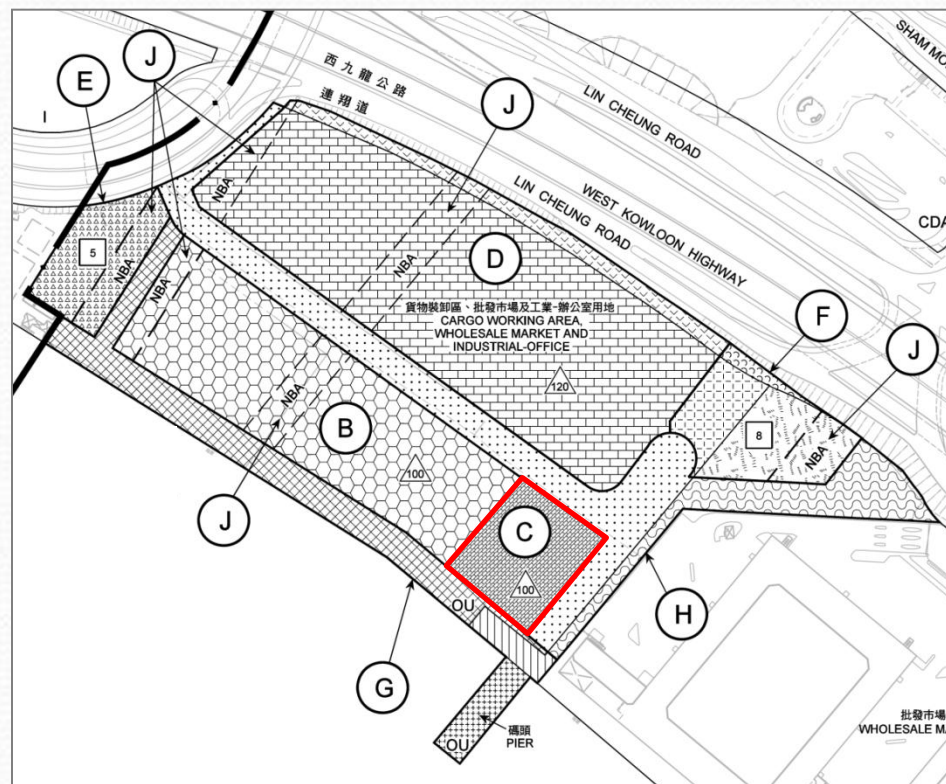 SHAM MO
E
J
I
西九龍公路
連翔道
J
LIN CHEUNG ROAD
WEST KOWLOON HIGHWAY
LIN CHEUNG ROAD
CDA
NBA
NBA
5
NBA
NBA
D
貨物裝卸區、批發市場及工業-辦公室用地
CARGO WORKING AREA,
WHOLESALE MARKET AND
INDUSTRIAL-OFFICE
120
F
J
8
NBA
NBA
B
100
J
C
100
OU
H
G
碼頭
PIER
OU
批發市場
WHOLESALE MA